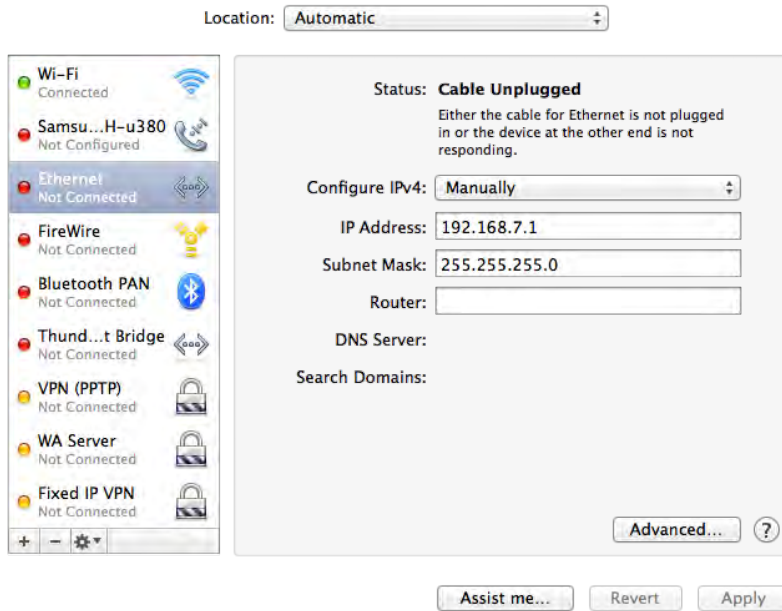 Location: Automatic
Wi-Fi
Connected
Samsu...H-u380
Not Configured
Ethernet
Not Connected
FireWire
Not Connected
Bluetooth PAN
Not Connected
Thund...t Bridge
Not Connected
VPN (PPTP)
Not Connected
WA Server
Not Connected
Fixed IP VPN
Not Connected
+ −
Status: Cable Unplugged
Either the cable for Ethernet is not plugged
in or the device at the other end is not
responding.
Configure IPv4: Manually
IP Address: 192.168.7.1
Subnet Mask: 255.255.255.0
Router:
DNS Server:
Search Domains:
Advanced... ?
Assist me... Revert Apply